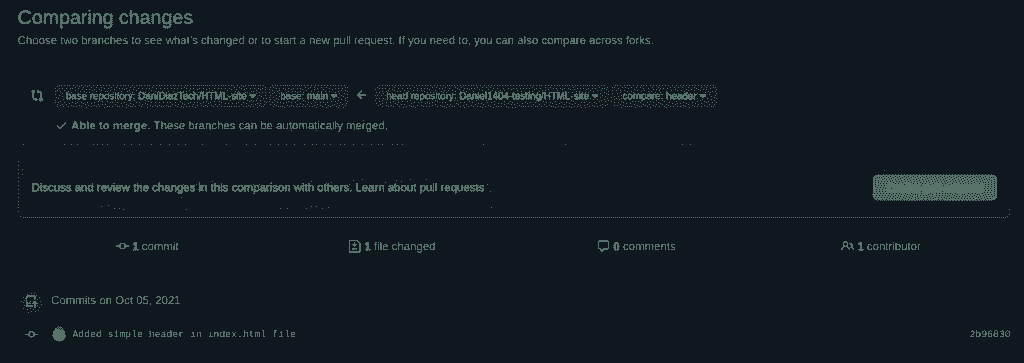 Comparing changes
Choose two branches to see what's changed or to start a new pull request. If you need to, you can also compare across forks.
base repository: DaniDiazTech/HTML-site base: main head repository: Daniel1404-testing/HTML-site compare: header
Able to merge. These branches can be automatically merged.
Discuss and review the changes in this comparison with others. Learn about pull requests
1 commit 1 file changed 0 comments 1 contributor
Commits on Oct 05, 2021
Added simple header in index.html file 2b96830